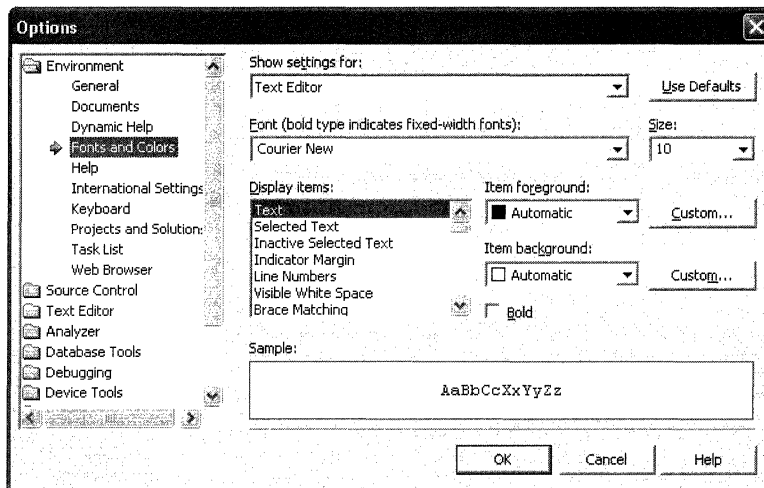 Options
Environment
General
Documents
Dynamic Help
Fonts and Colors
Help
International Settings
Keyboard
Projects and Solution
Task List
Web Browser
Source Control
Text Editor
Analyzer
Database Tools
Debugging
Device Tools
Show settings for:
Text Editor
Use Defaults
Font (bold type indicates fixed-width fonts):
Size:
Courier New
10
Display items:
Text
Selected Text
Inactive Selected Text
Indicator Margin
Line Numbers
Visible White Space
Brace Matching
Item foreground:
Automatic
Custom...
Item background:
Automatic
Custom...
Bold
Sample:
AaBbCcXxYyZz
OK
Cancel
Help